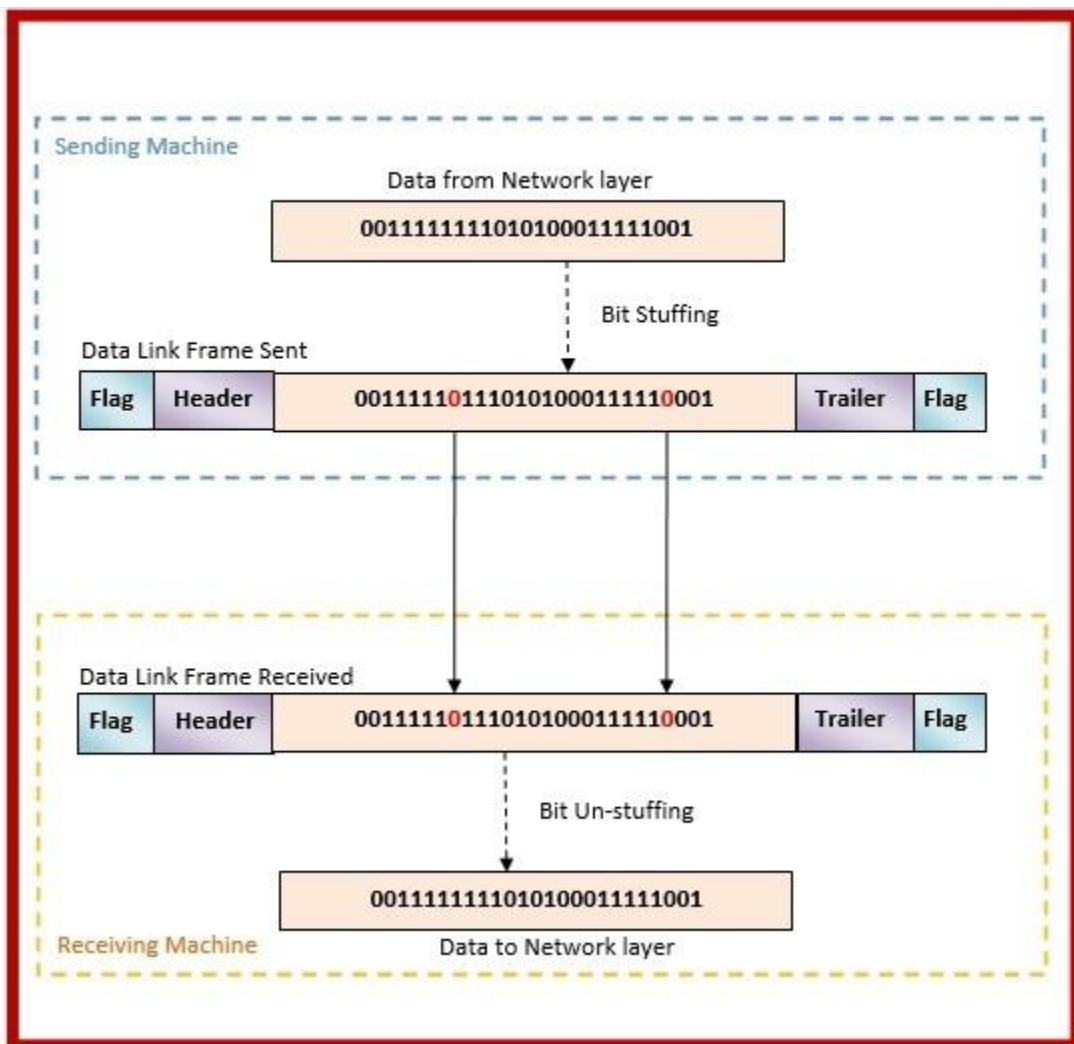 Sending Machine
Data from Network layer
0011111111010100011111001
Bit Stuffing
Data Link Frame Sent
Flag Header 001111101110101000111110001 Trailer Flag
Data Link Frame Received
Flag Header 001111101110101000111110001 Trailer Flag
Bit Un-stuffing
0011111111010100011111001
Receiving Machine
Data to Network layer